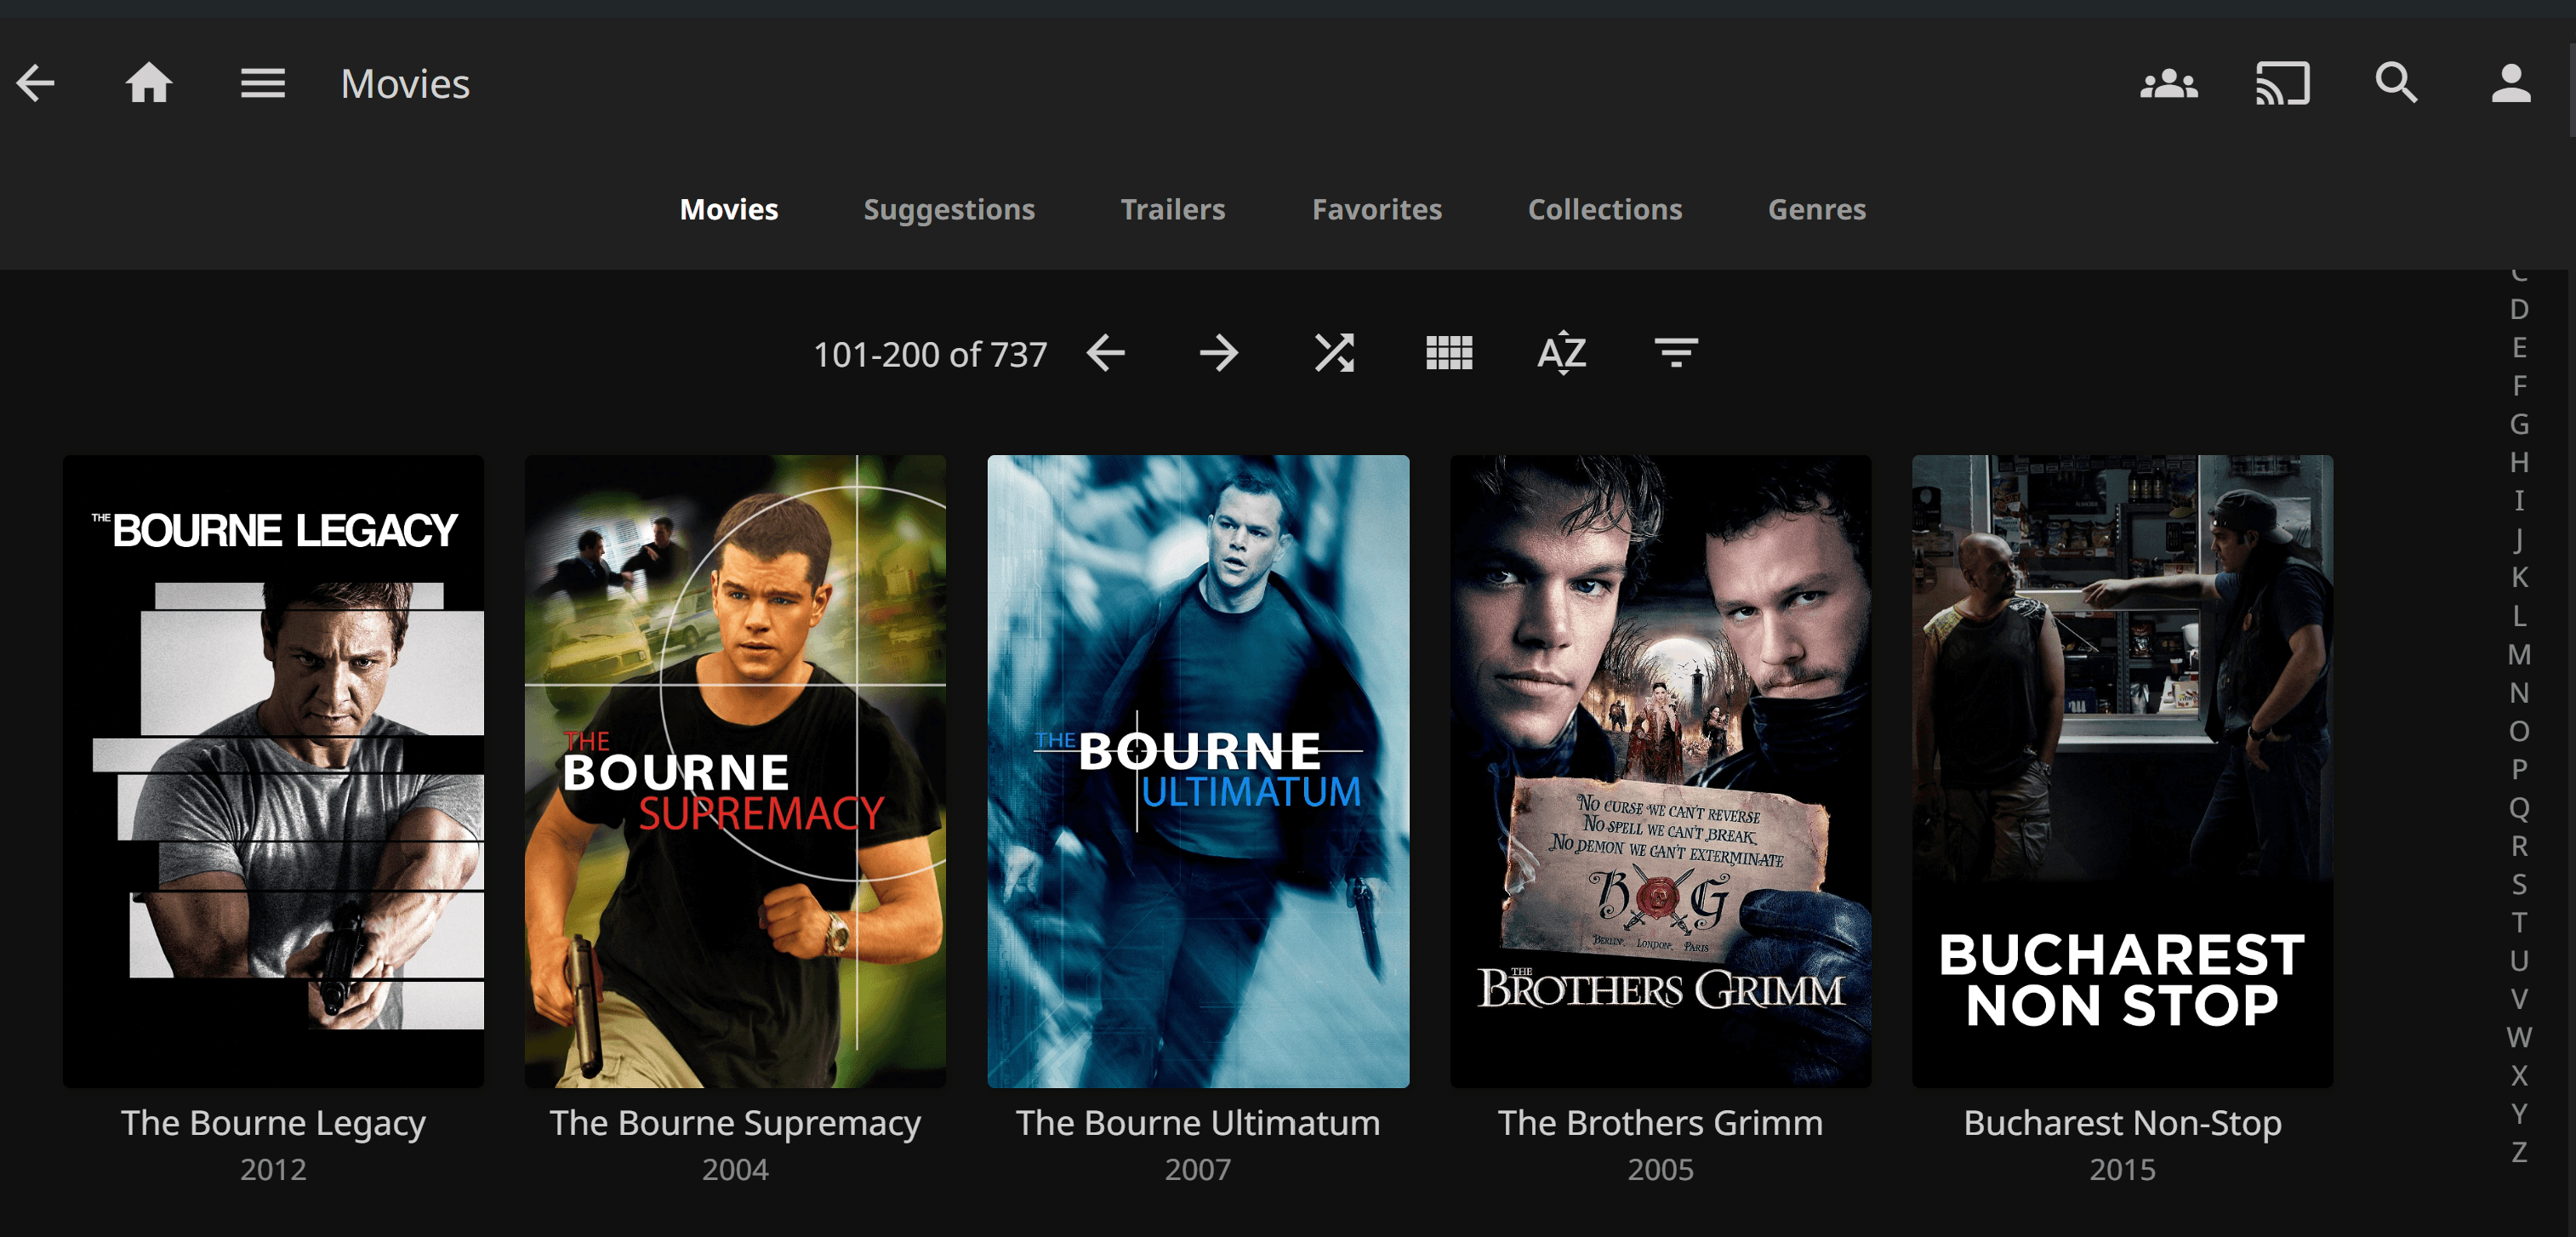 Movies
Movies Suggestions Trailers Favorites Collections Genres
101-200 of 737
AZ
C
D
E
F
G
H
I
J
K
L
M
N
O
P
Q
R
S
T
U
V
W
X
Y
Z
THE BOURNE LEGACY
THE
BOURNE
SUPREMACY
THE BOURNE
ULTIMATUM
NO CURSE WE CAN'T REVERSE
NO SPELL WE CAN'T BREAK
NO DEMON WE CAN'T EXTERMINATE
B G
BERLIN. LONDON. PARIS
THE
BROTHERS GRIMM
BUCHAREST
NON STOP
The Bourne Legacy
2012
The Bourne Supremacy
2004
The Bourne Ultimatum
2007
The Brothers Grimm
2005
Bucharest Non-Stop
2015